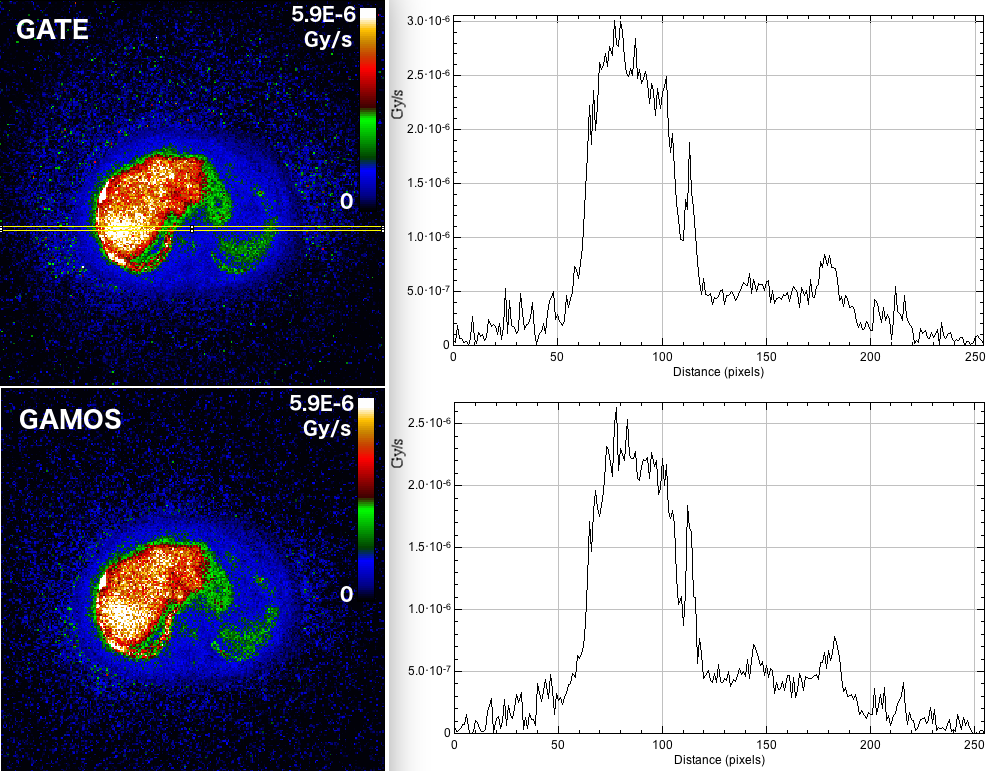 GATE
5.9E-6
Gy/s
0
3.0·10⁻⁶
2.5·10⁻⁶
2.0·10⁻⁶
1.5·10⁻⁶
1.0·10⁻⁶
5.0·10⁻⁷
0
Gy/s
0 50 100 150 200 250
Distance (pixels)
GAMOS
5.9E-6
Gy/s
0
2.5·10⁻⁶
2.0·10⁻⁶
1.5·10⁻⁶
1.0·10⁻⁶
5.0·10⁻⁷
0
Gy/s
0 50 100 150 200 250
Distance (pixels)